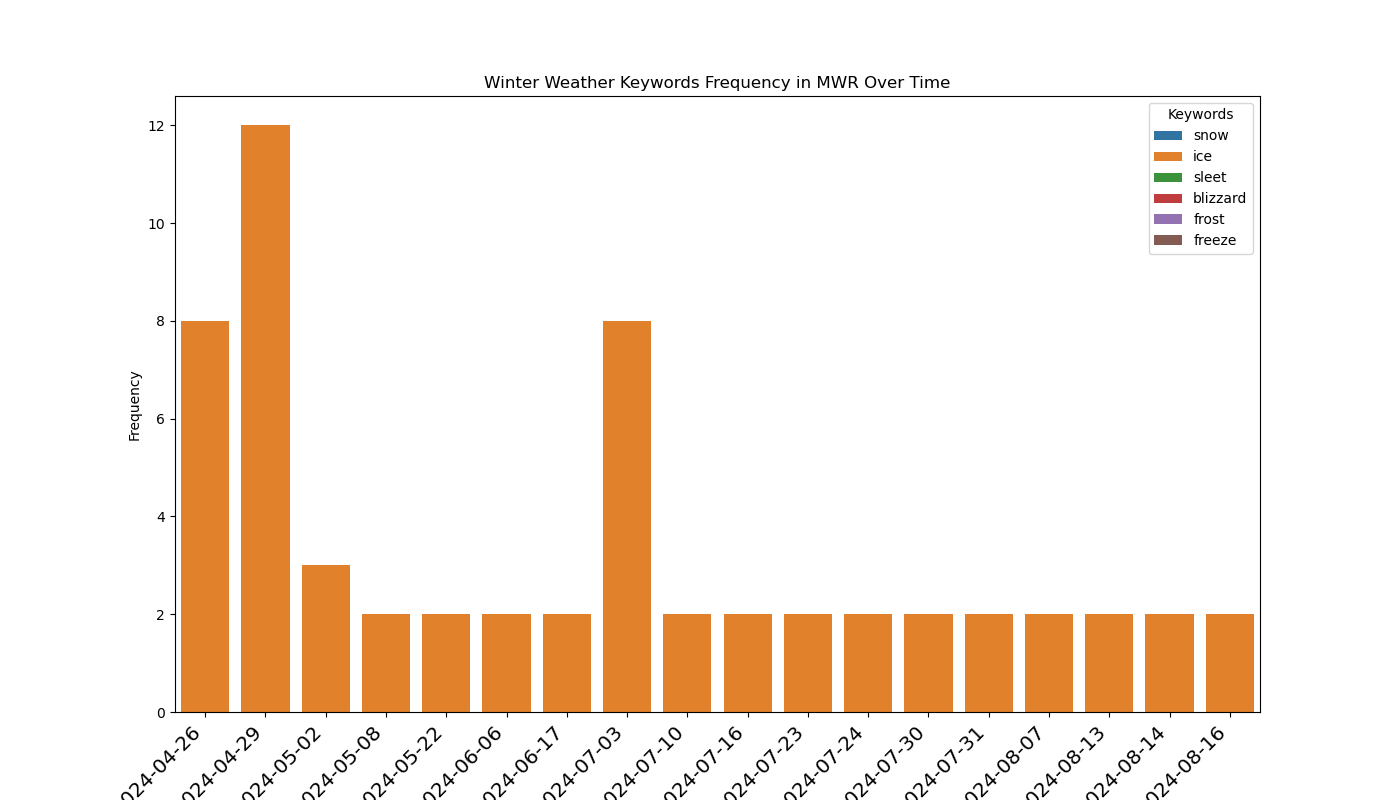 Winter Weather Keywords Frequency in MWR Over Time
Keywords
snow
ice
sleet
blizzard
frost
freeze
Frequency
12
10
8
6
4
2
0
024-04-26
024-04-29
024-05-02
024-05-08
024-05-22
024-06-06
024-06-17
024-07-03
024-07-10
024-07-16
024-07-23
024-07-24
024-07-30
024-07-31
024-08-07
024-08-13
024-08-14
024-08-16